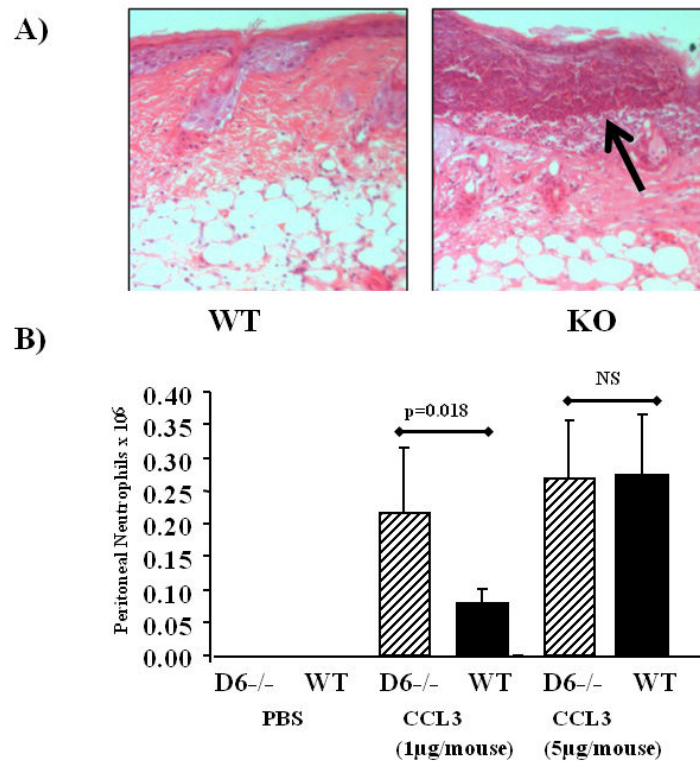 A)
WT KO
B)
Peritoneal Neutrophils x 10⁶
0.40
0.35
0.30
0.25
0.20
0.15
0.10
0.05
0.00
p=0.018
NS
D6-/- WT D6-/- WT D6-/- WT
PBS CCL3 CCL3
(1µg/mouse) (5µg/mouse)